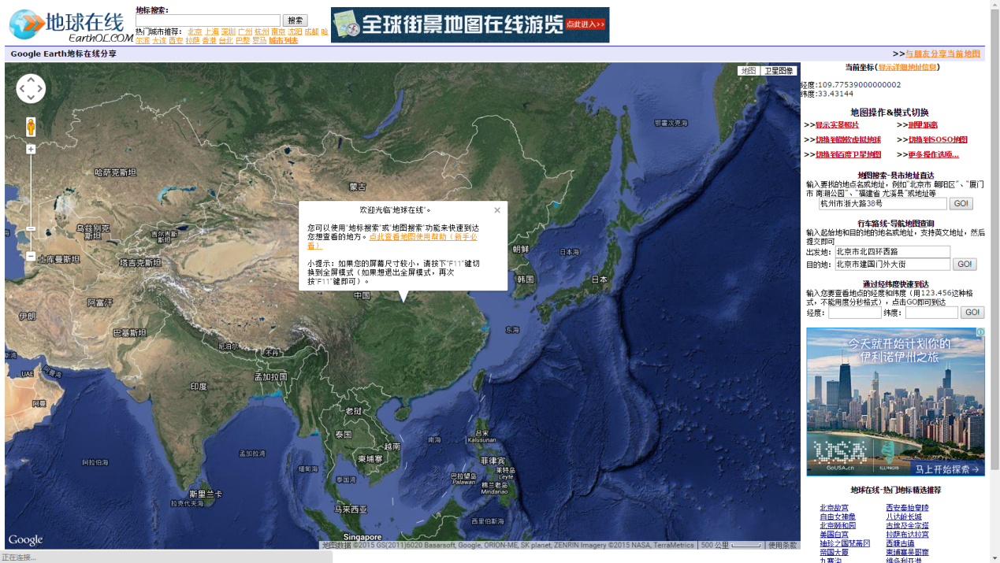 地球在线
EarthOL.COM
地标搜索:
搜索
热门城市推荐: 北京 上海 深圳 广州 杭州 南京 沈阳 成都 哈
尔滨 大连 西安 拉萨 香港 台北 巴黎 罗马 城市列表
全球街景地图在线游览 点此进入>>
Google Earth地标在线分享
>>与朋友分享当前地图
地图 卫星图像
鄂霍次克海
哈萨克斯坦
蒙古
乌兹别克
斯坦
吉尔吉斯
斯坦
土库曼斯坦
塔吉克斯坦
欢迎光临"地球在线"。
您可以使用"地标搜索"或"地图搜索"功能来快速到达
您想查看的地方。点此查看地图使用帮助（新手必
看）
小提示：如果您的屏幕尺寸较小，请按下"F11"键切
换到全屏模式（如果想退出全屏模式，再次
按"F11"键即可）。
朝鲜
日本海
韩国
日本
中国
阿富汗
伊朗
巴基斯坦
东海
尼泊尔
不丹
UAE
阿曼湾
孟加拉国
印度
阿曼
老挝
泰国
越南
南海
吕宋
Kalusunan
孟加拉湾
柬埔寨
阿拉伯海
缅甸海
泰国湾
菲律宾
莱特岛
Leyte
巴拉望岛
Palawan
棉兰老岛
Mindanao
斯里兰卡
拉克代夫海
马来西亚
西里伯斯海
Singapore
Google
地图数据 ©2015 GS(2011)6020 Basarsoft, Google, ORION-ME, SK planet, ZENRIN Imagery ©2015 NASA, TerraMetrics 500 公里 使用条款
正在连接...
当前坐标(显示详细地址信息)
经度:109.77539000000002
纬度:33.43144
地图操作&模式切换
>>显示实景照片 >>测量距离
>>切换到微软虚拟地球 >>切换到SOSO地图
>>切换到百度卫星地图 >>更多操作选项...
地图搜索-县市地址直达
输入要找的地点名或地址，例如"北京市 朝阳区"、"厦门
市 南湖公园"、"福建省 尤溪县"或地址等
杭州市浙大路38号 GO!
行车路线-导航地图查询
输入起始地和目的地的地名或地址，支持英文地址，然后
提交即可
出发地: 北京市北四环西路
目的地: 北京市建国门外大街 GO!
通过经纬度快速到达
输入您要查看地点的经度和纬度（用123.456这种格
式，不能用度分秒格式），点击GO即可到达
经度: 纬度: GO!
今天就开始计划你的
伊利诺伊州之旅
USA
GoUSA.cn
ILLINOIS
马上开始探索→
地球在线-热门地标精选推荐
北京故宫 西安秦始皇陵
自由女神像 八达岭长城
北京颐和园 古埃及金字塔
美国白宫 拉萨布达拉宫
袖珍之国梵蒂冈 西塘古镇
帝国大厦 柬埔寨吴哥窟
九寨沟 维多利亚港